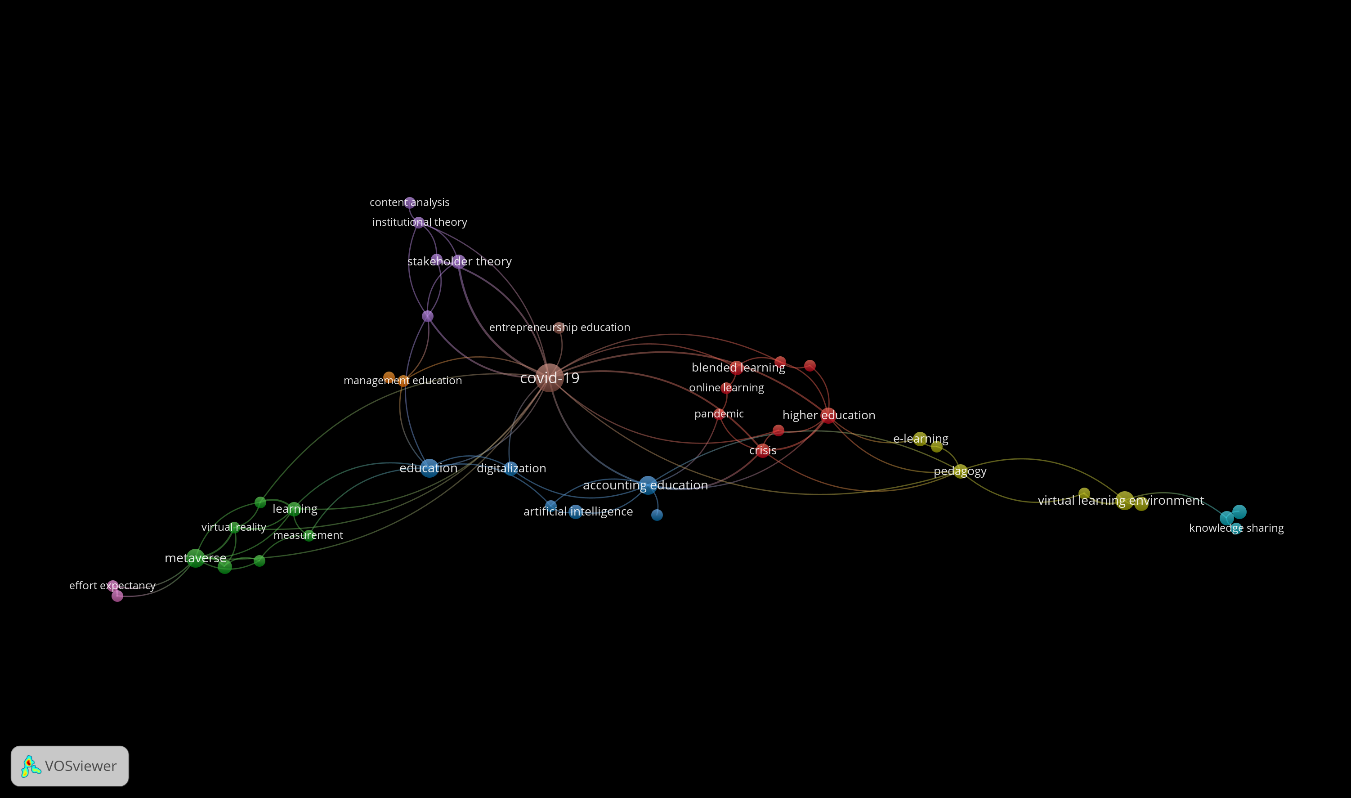 content analysis
institutional theory
stakeholder theory
entrepreneurship education
blended learning
management education
covid-19
online learning
pandemic
higher education
e-learning
crisis
education
digitalization
pedagogy
accounting education
virtual learning environment
learning
artificial intelligence
virtual reality
measurement
knowledge sharing
metaverse
effort expectancy
VOSviewer